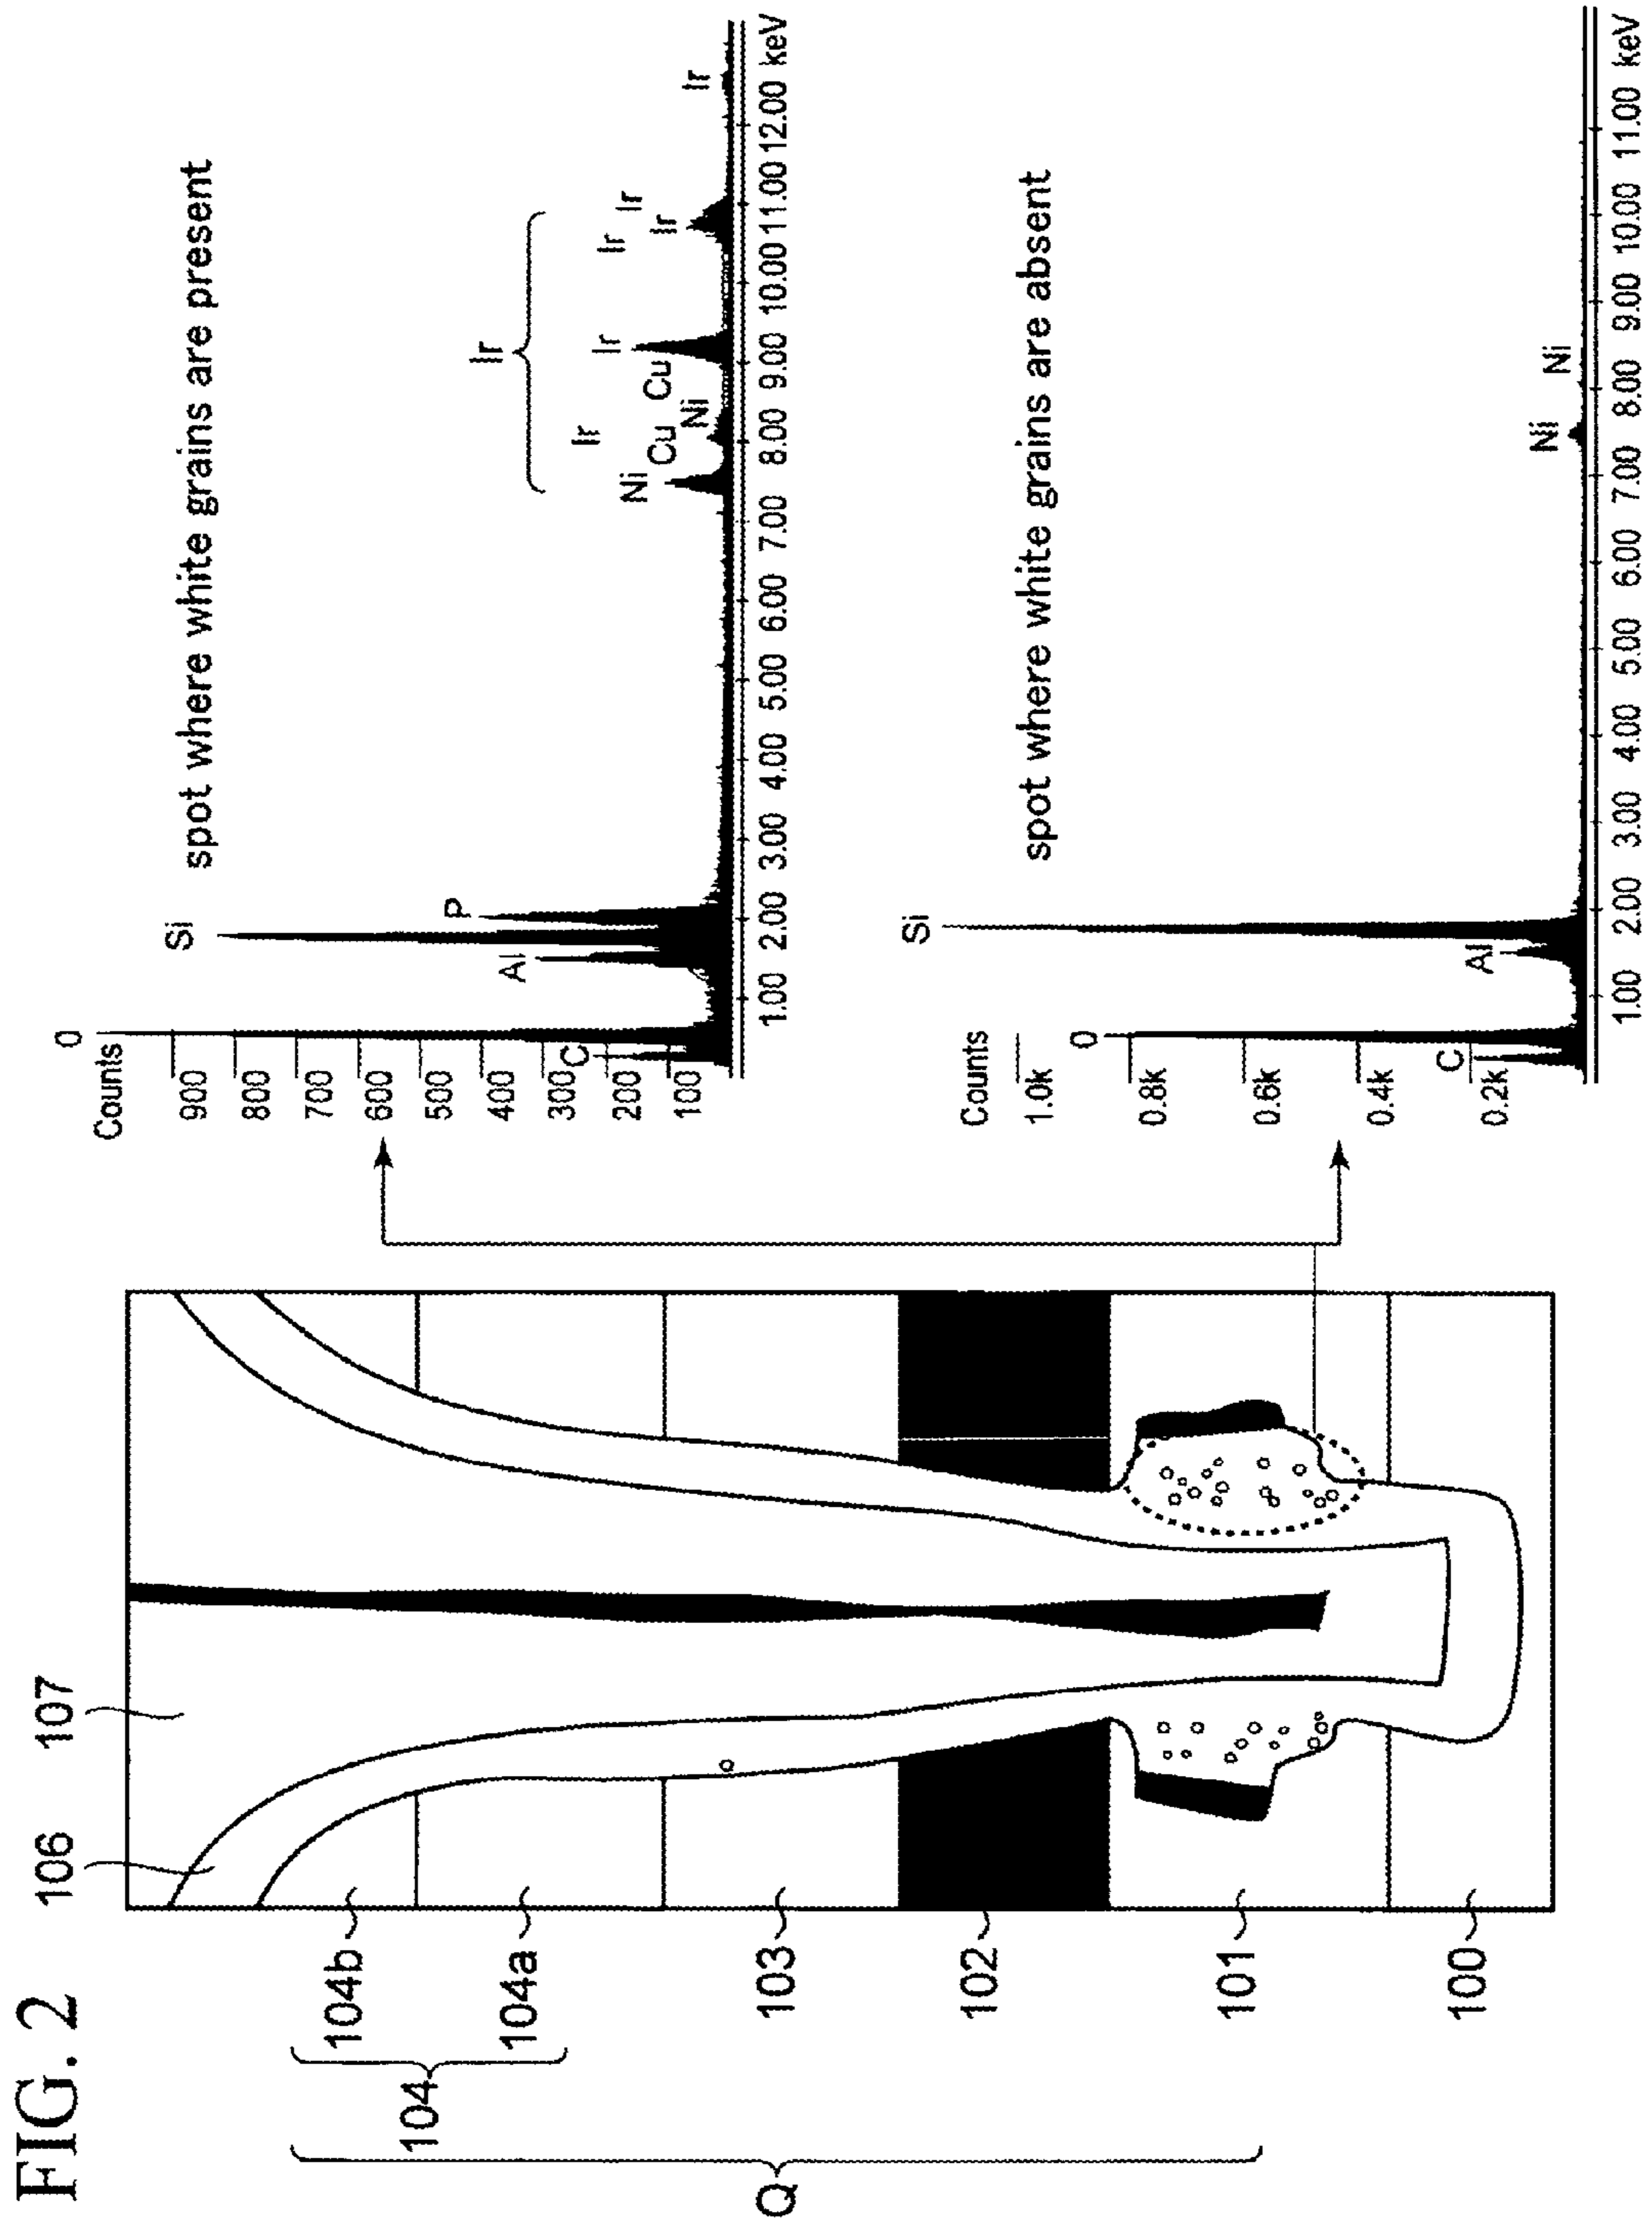 FIG. 2
106
107
Q
104
104b
104a
103
102
101
100
spot where white grains are present
Counts
900
800
700
600
500
400
300
200
100
O
C
Al
Si
P
Ni
Cu
Ir
Ni
Cu
Ir
Ir
Ir
Ir
Ir
Ir
1.00 2.00 3.00 4.00 5.00 6.00 7.00 8.00 9.00 10.00 11.00 12.00 keV
spot where white grains are absent
Counts
1.0k
0.8k
0.6k
0.4k
0.2k
O
C
Al
Si
Ni
Ni
1.00 2.00 3.00 4.00 5.00 6.00 7.00 8.00 9.00 10.00 11.00 keV